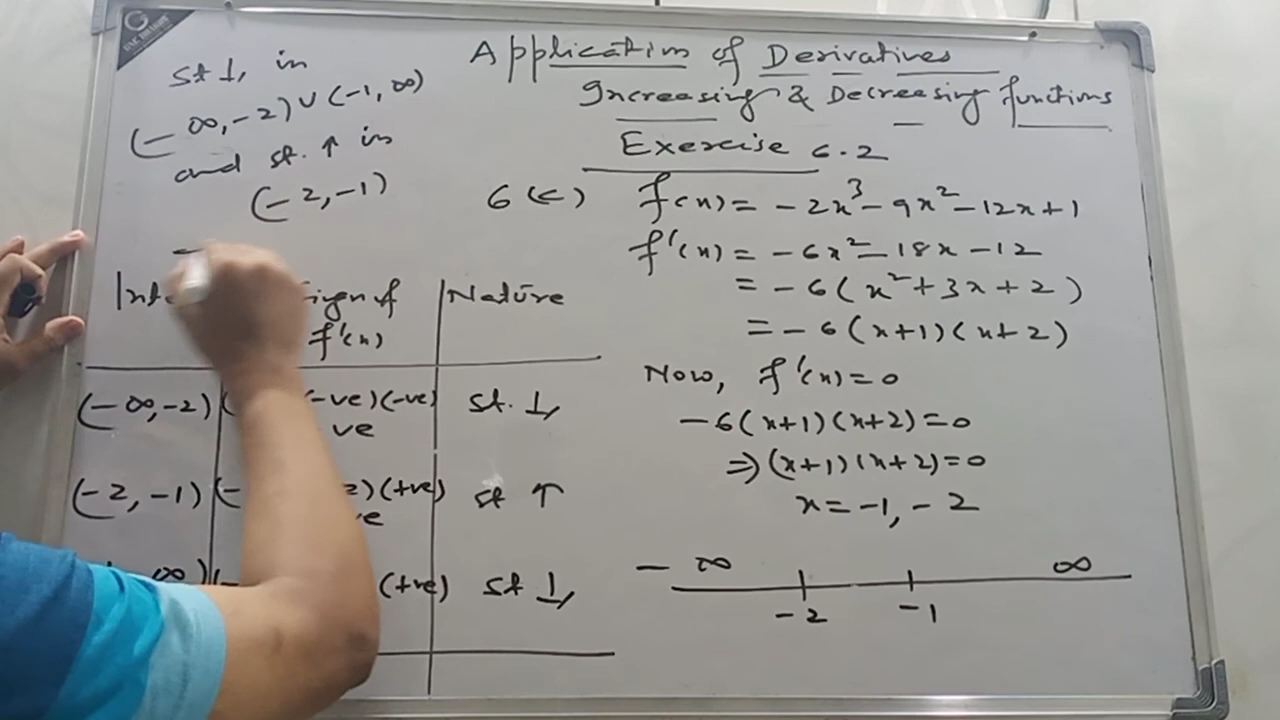 Application of Derivatives
Increasing & Decreasing functions
Exercise 6.2
st ↓, in
(-∞,-2) ∪ (-1, ∞)
and st. ↑ in
(-2, -1)
6 (c) f(x) = -2x³ - 9x² - 12x + 1
f'(x) = -6x² - 18x - 12
= -6(x² + 3x + 2)
= -6(x+1)(x+2)
Now, f'(x) = 0
-6(x+1)(x+2) = 0
⇒ (x+1)(x+2) = 0
x = -1, -2
-∞ ∞
-2 -1
Nature
f'(x)
(-∞,-2) (-ve)(-ve) st. ↓,
ve
(-2, -1) (+ve) st ↑
∞) (+ve) st ↓,